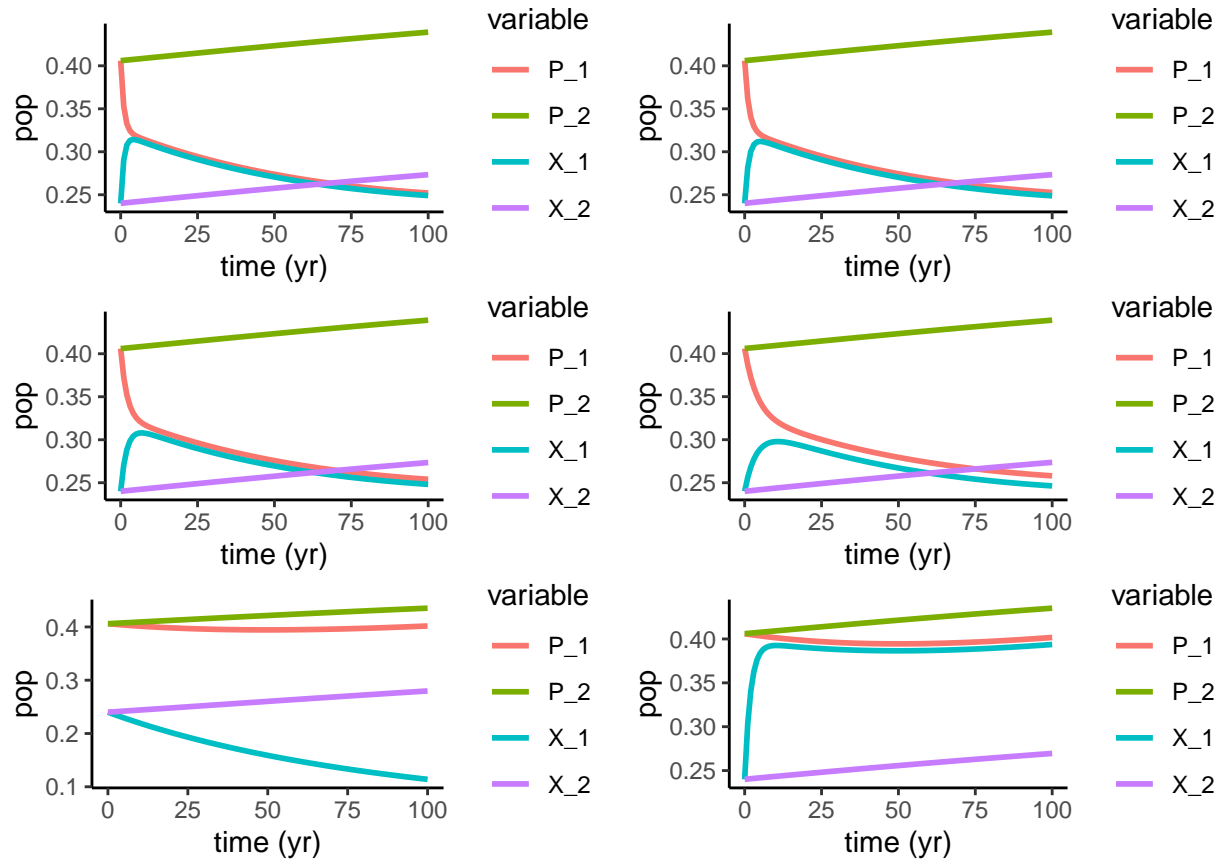 variable
pop
0.40
0.35
0.30
0.25
0 25 50 75 100
time (yr)
P_1
P_2
X_1
X_2
variable
pop
0.40
0.35
0.30
0.25
0 25 50 75 100
time (yr)
P_1
P_2
X_1
X_2
variable
pop
0.40
0.35
0.30
0.25
0 25 50 75 100
time (yr)
P_1
P_2
X_1
X_2
variable
pop
0.40
0.35
0.30
0.25
0 25 50 75 100
time (yr)
P_1
P_2
X_1
X_2
variable
pop
0.4
0.3
0.2
0.1
0 25 50 75 100
time (yr)
P_1
P_2
X_1
X_2
variable
pop
0.40
0.35
0.30
0.25
0 25 50 75 100
time (yr)
P_1
P_2
X_1
X_2